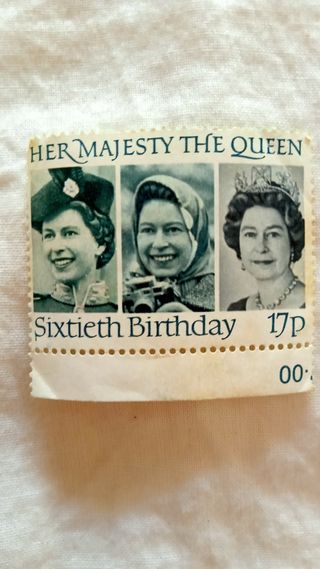 HER MAJESTY THE QUEEN
Sixtieth Birthday 17p
00·